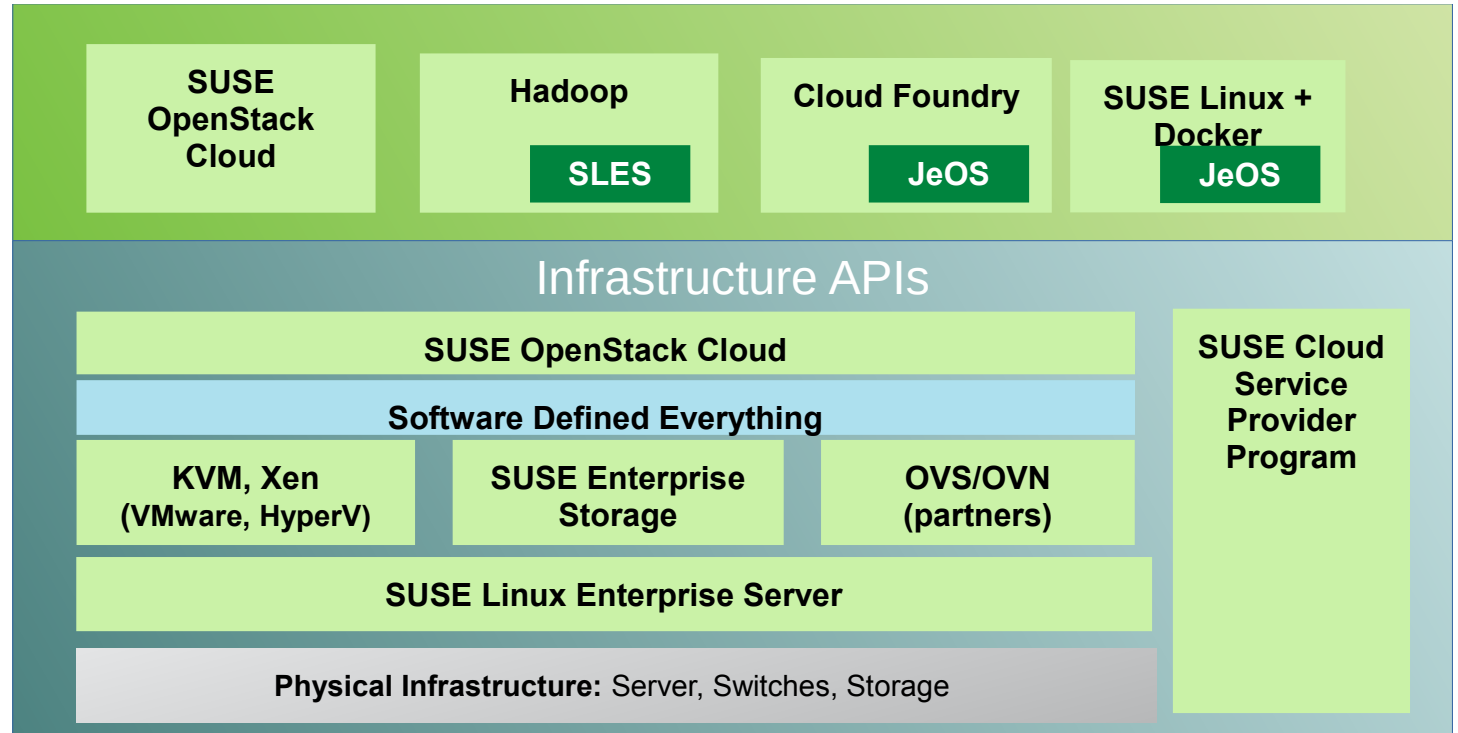 SUSE
OpenStack
Cloud
Hadoop
SLES
Cloud Foundry
JeOS
SUSE Linux +
Docker
JeOS
Infrastructure APIs
SUSE OpenStack Cloud
Software Defined Everything
KVM, Xen
(VMware, HyperV)
SUSE Enterprise
Storage
OVS/OVN
(partners)
SUSE Linux Enterprise Server
Physical Infrastructure: Server, Switches, Storage
SUSE Cloud
Service
Provider
Program